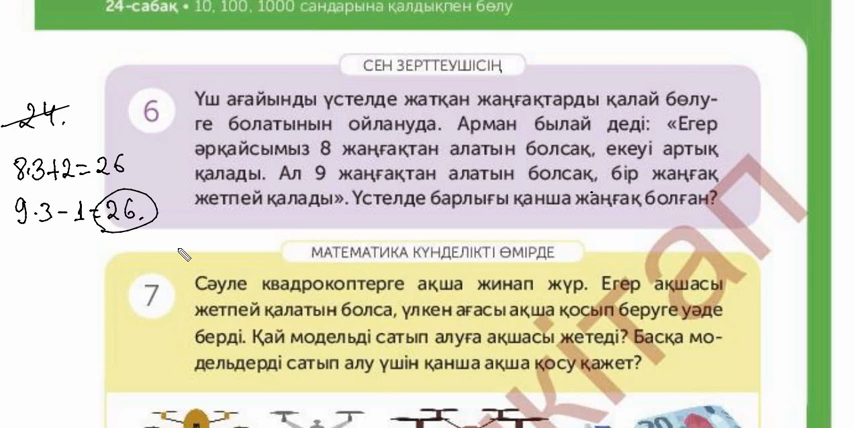 24-сабақ • 10, 100, 1000 сандарына қалдықпен бөлу
СЕН ЗЕРТТЕУШІСІҢ
6
Үш ағайынды үстелде жатқан жаңғақтарды қалай бөлу-
ге болатынын ойлануда. Арман былай деді: «Егер
әрқайсымыз 8 жаңғақтан алатын болсақ, екеуі артық
қалады. Ал 9 жаңғақтан алатын болсақ, бір жаңғақ
жетпей қалады». Үстелде барлығы қанша жаңғақ болған?
24.
8·3+2=26
9·3-1=26.
МАТЕМАТИКА КҮНДЕЛІКТІ ӨМІРДЕ
7
Сәуле квадрокоптерге ақша жинап жүр. Егер ақшасы
жетпей қалатын болса, үлкен ағасы ақша қосып беруге уәде
берді. Қай модельді сатып алуға ақшасы жетеді? Басқа мо-
дельдерді сатып алу үшін қанша ақша қосу қажет?
кітап